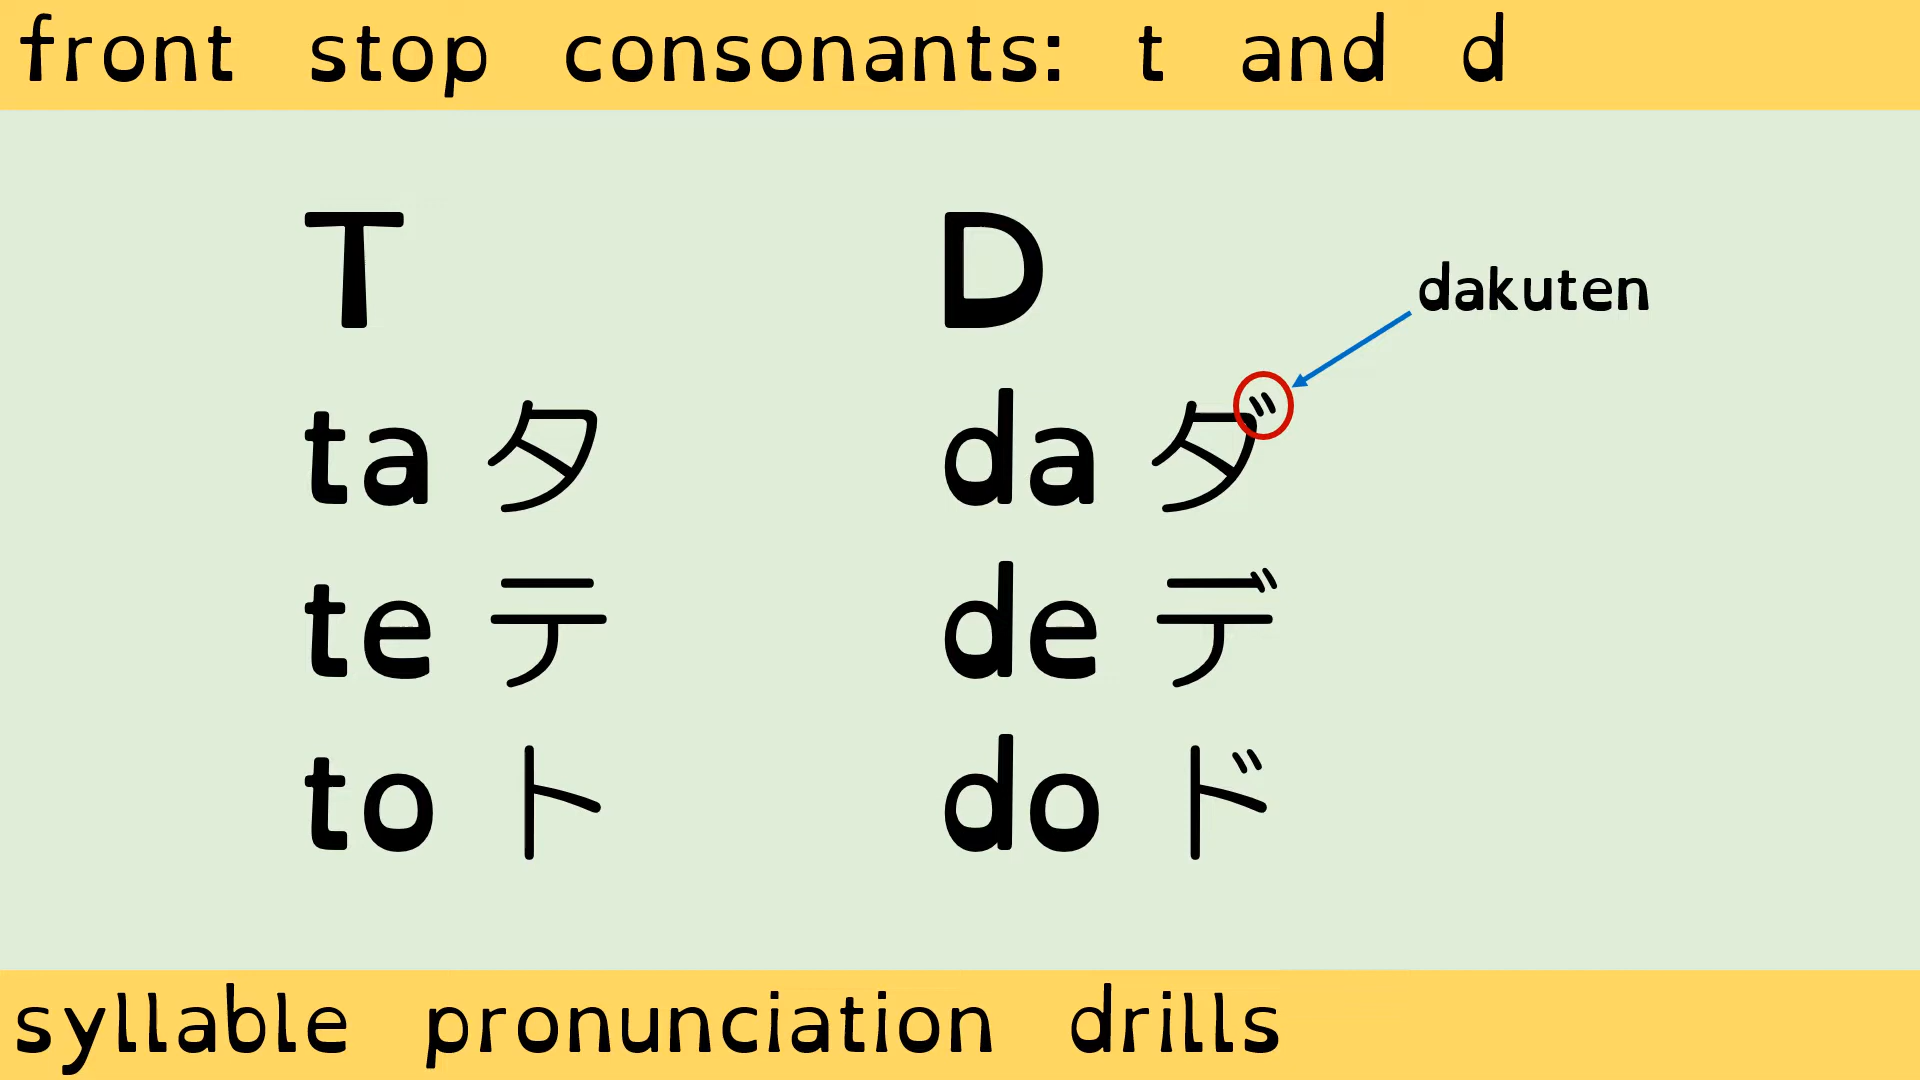 front stop consonants: t and d
T D
dakuten
ta タ da ダ
te テ de デ
to ト do ド
syllable pronunciation drills